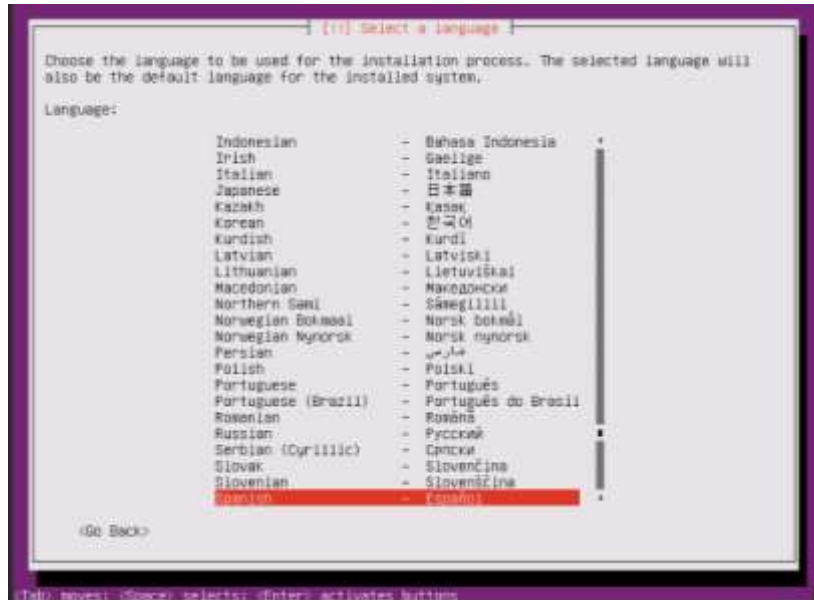 [!!] Select a language
Choose the language to be used for the installation process. The selected language will
also be the default language for the installed system.
Language:
Indonesian - Bahasa Indonesia
Irish - Gaeilge
Italian - Italiano
Japanese - 日本語
Kazakh - Қазақ
Korean - 한국어
Kurdish - Kurdî
Latvian - Latviski
Lithuanian - Lietuviškai
Macedonian - Македонски
Northern Sami - Sámegillii
Norwegian Bokmaal - Norsk bokmål
Norwegian Nynorsk - Norsk nynorsk
Persian - فارسی
Polish - Polski
Portuguese - Português
Portuguese (Brazil) - Português do Brasil
Romanian - Română
Russian - Русский
Serbian (Cyrillic) - Српски
Slovak - Slovenčina
Slovenian - Slovenščina
Spanish - Español
<Go Back>
<Tab> moves; <Space> selects; <Enter> activates buttons